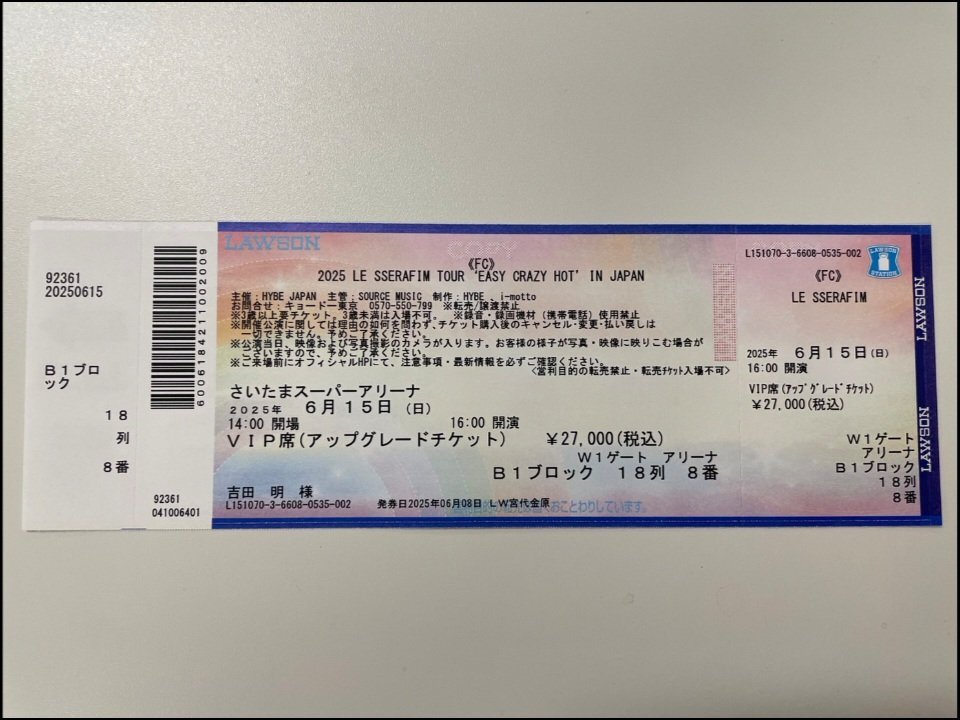 92361
20250615
B1ブロ
ック
18
列
8番
6006184211002009
92361
041006401
LAWSON
COPY
《FC》
2025 LE SSERAFIM TOUR 'EASY CRAZY HOT' IN JAPAN
主催：HYBE JAPAN 主管：SOURCE MUSIC 制作：HYBE 、i-motto
お問合せ：キョードー東京 0570-550-799 ※転売/譲渡禁止
※3歳以上要チケット。3歳未満は入場不可。 ※録音・録画機材（携帯電話）使用禁止
※開催公演に関しては理由の如何を問わず、チケット購入後のキャンセル・変更・払い戻しは
一切できません。予めご了承ください。
※公演当日、映像および写真撮影のカメラが入ります。お客様の様子が写真・映像に映りこむ場合が
ございますので、予めご了承ください。
※ご来場前にオフィシャルHPにて、注意事項・最新情報を必ずご確認ください。
<営利目的の転売禁止・転売ﾁｹｯﾄ入場不可>
さいたまスーパーアリーナ
2025年 6月15日（日）
14:00 開場 16:00 開演
VIP席(アップグレードチケット) ￥27,000(税込)
W1ゲート アリーナ
B1ブロック 18列 8番
吉田 明 様
L151070-3-6608-0535-002 発券日2025年06月08日 LW宮代金原
L151070-3-6608-0535-002
LAWSON
STATION
《FC》
LE SSERAFIM
2025年 6月15日(日)
16:00 開演
VIP席(ｱｯﾌﾟｸﾞﾚｰﾄﾞﾁｹｯﾄ)
￥27,000(税込)
W1ゲート
アリーナ
B1ブロック
18列
8番
LAWSON
LAWSON